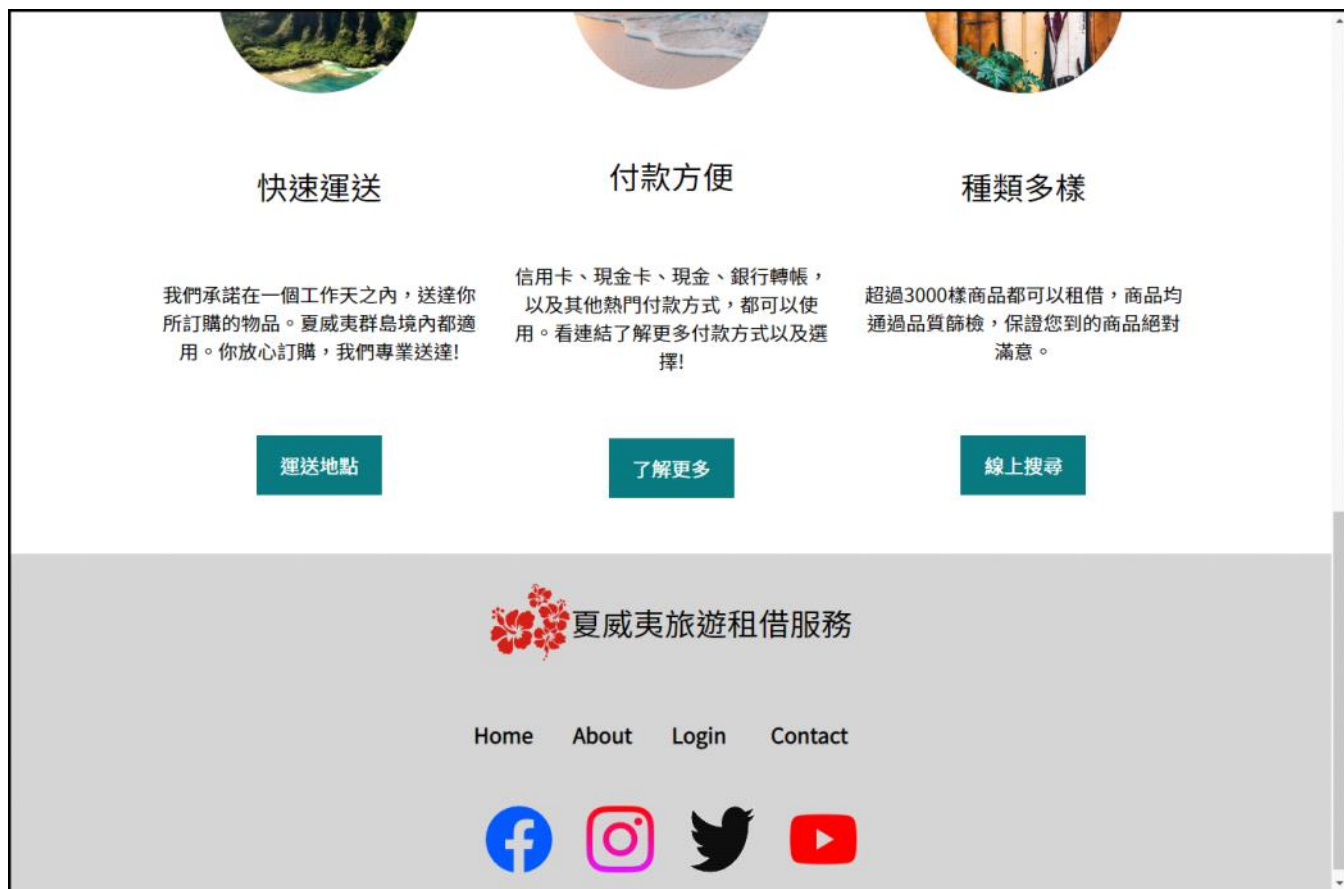 快速運送
我們承諾在一個工作天之內，送達你
所訂購的物品。夏威夷群島境內都適
用。你放心訂購，我們專業送達!
運送地點
付款方便
信用卡、現金卡、現金、銀行轉帳，
以及其他熱門付款方式，都可以使
用。看連結了解更多付款方式以及選
擇!
了解更多
種類多樣
超過3000樣商品都可以租借，商品均
通過品質篩檢，保證您到的商品絕對
滿意。
線上搜尋
夏威夷旅遊租借服務
Home About Login Contact